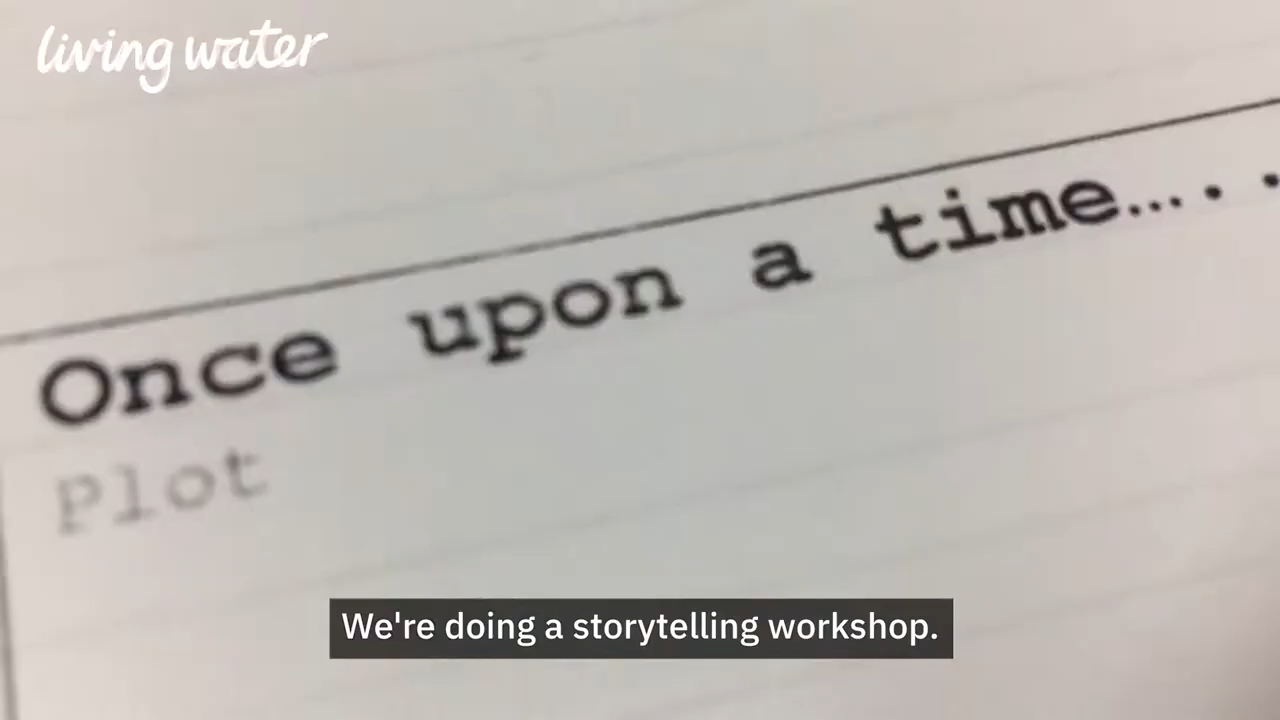 living water
Once upon a time.....
Plot
We're doing a storytelling workshop.